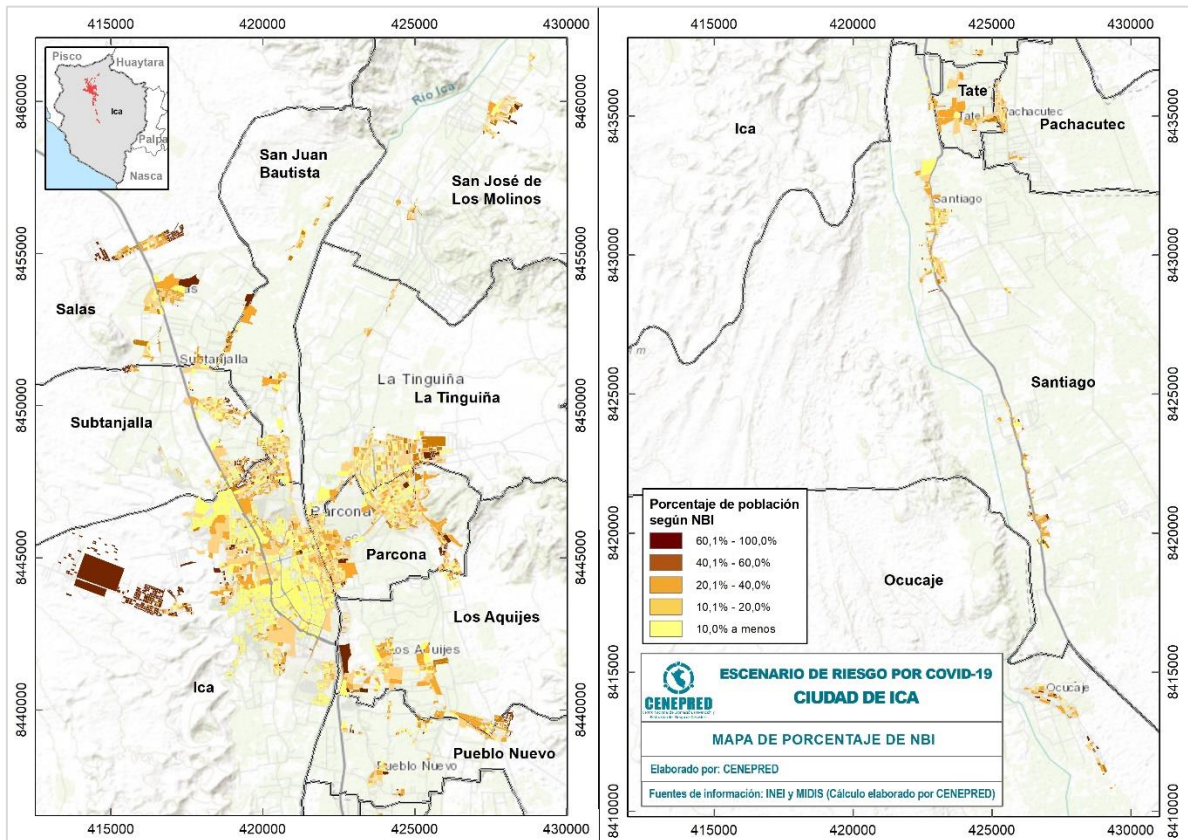 415000 420000 425000 430000
Pisco
Huaytara
Ica
Palpa
Nasca
8460000
8455000
8450000
8445000
8440000
Río Ica
San Juan
Bautista
San José de
Los Molinos
Salas
Subtanjalla
La Tinguiña
La Tinguiña
Subtanjalla
Parcona
Parcona
Los Aquijes
Los Aquijes
Ica
Pueblo Nuevo
Pueblo Nuevo
8460000
8455000
8450000
8445000
8440000
415000 420000 425000 430000
415000 420000 425000 430000
8435000
8430000
8425000
8420000
8415000
8410000
Ica
Tate
Tate
Pachacutec
Pachacutec
Santiago
Santiago
Ocucaje
Ocucaje
Porcentaje de población
según NBI
60,1% - 100,0%
40,1% - 60,0%
20,1% - 40,0%
10,1% - 20,0%
10,0% a menos
CENEPRED
ESCENARIO DE RIESGO POR COVID-19
CIUDAD DE ICA
MAPA DE PORCENTAJE DE NBI
Elaborado por: CENEPRED
Fuentes de información: INEI y MIDIS (Cálculo elaborado por CENEPRED)
8435000
8430000
8425000
8420000
8415000
8410000
415000 420000 425000 430000